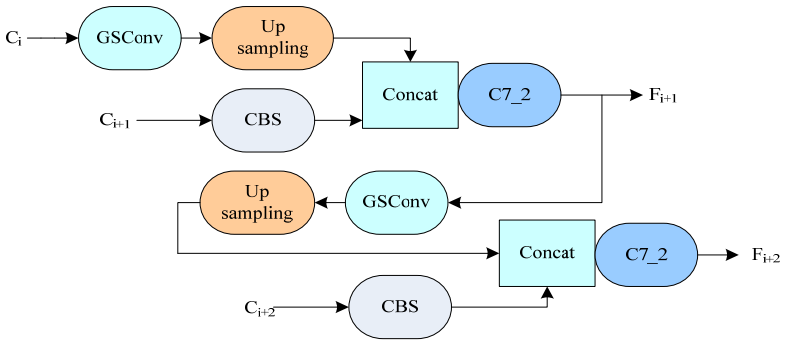 Up
sampling
Ci
GSConv
Concat
C7_2
Fi+1
Ci+1
CBS
Up
sampling
GSConv
Concat
C7_2
Fi+2
Ci+2
CBS